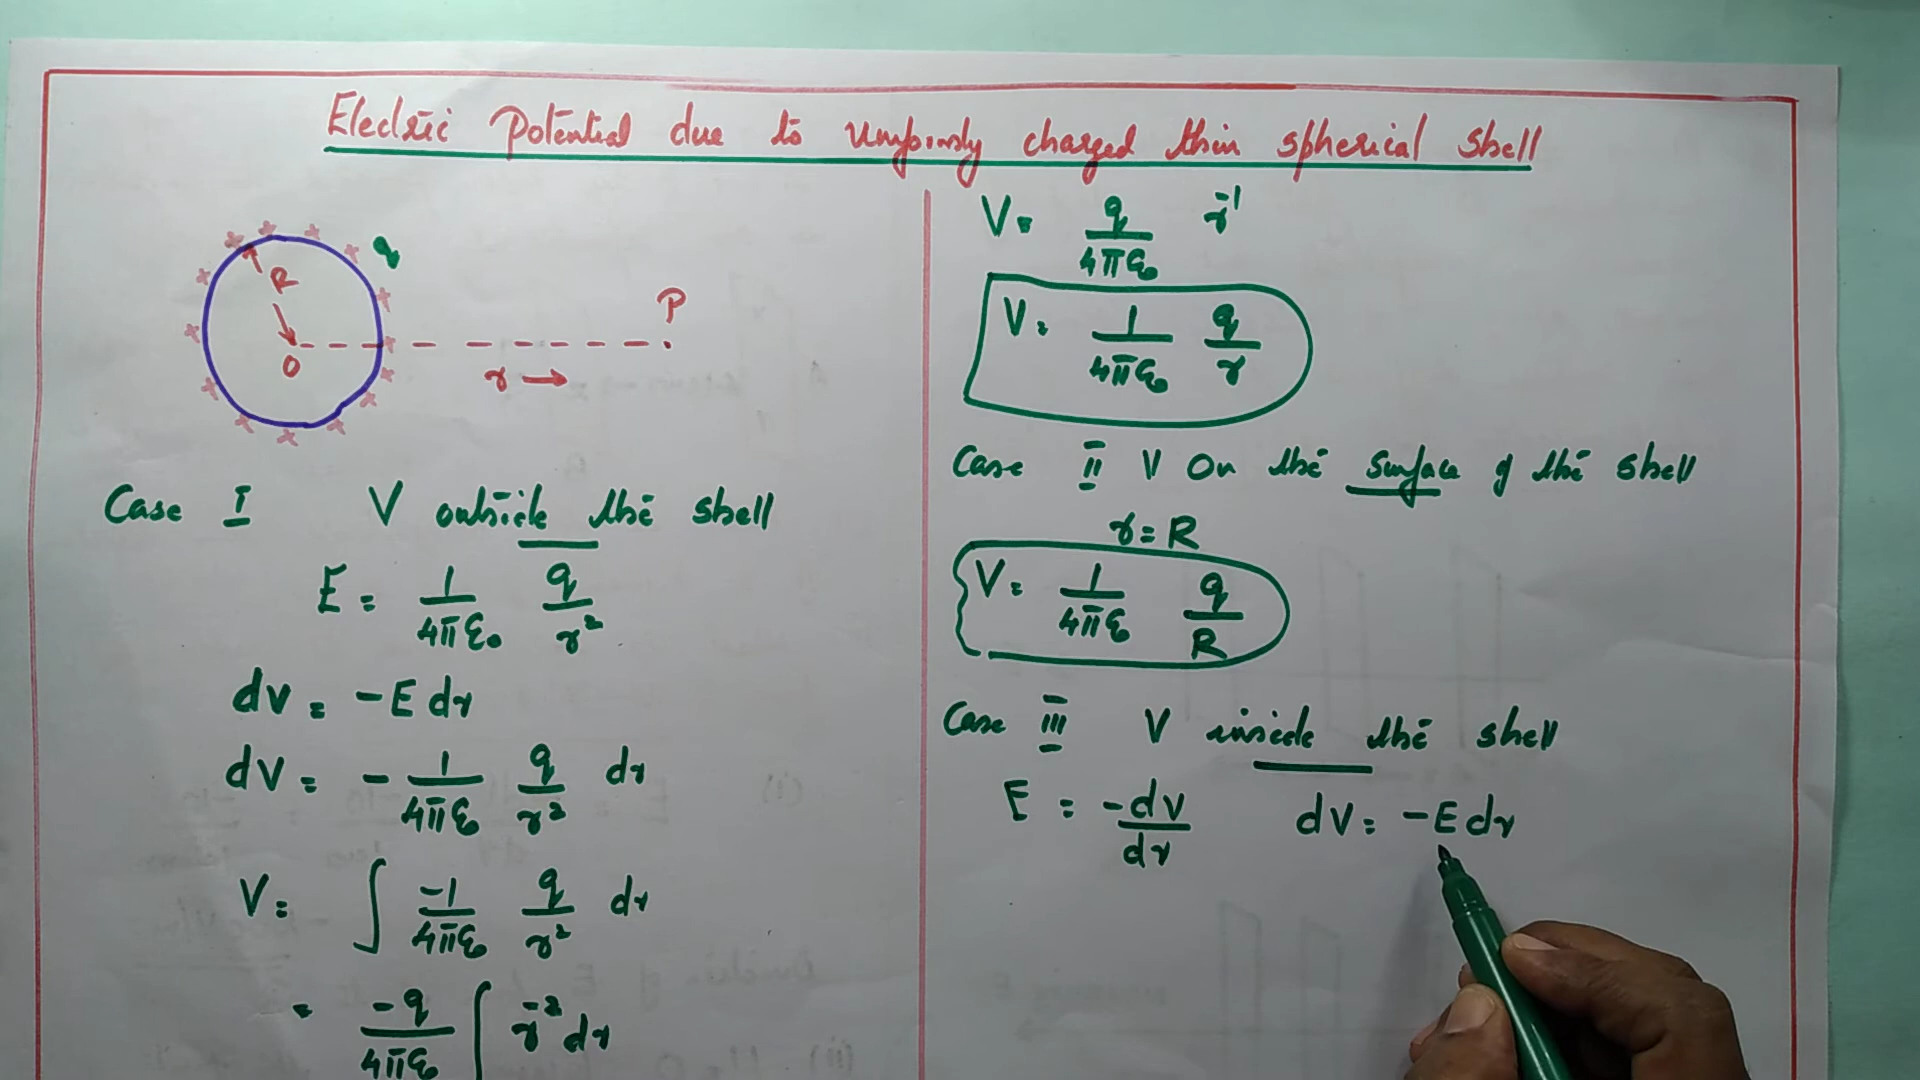 Electric Potential due to Uniformly charged thin spherical shell
q
R
P
O
r →
Case I V outside the shell
E = 1/4πε₀ q/r²
dV = -E dr
dV = - 1/4πε₀ q/r² dr
V = ∫ -1/4πε₀ q/r² dr
= -q/4πε₀ ∫ r⁻² dr
V = q/4πε₀ r⁻¹
V = 1/4πε₀ q/r
Case II V On the Surface of the shell
r = R
V = 1/4πε₀ q/R
Case III V inside the shell
E = -dV/dr dV = -E dr